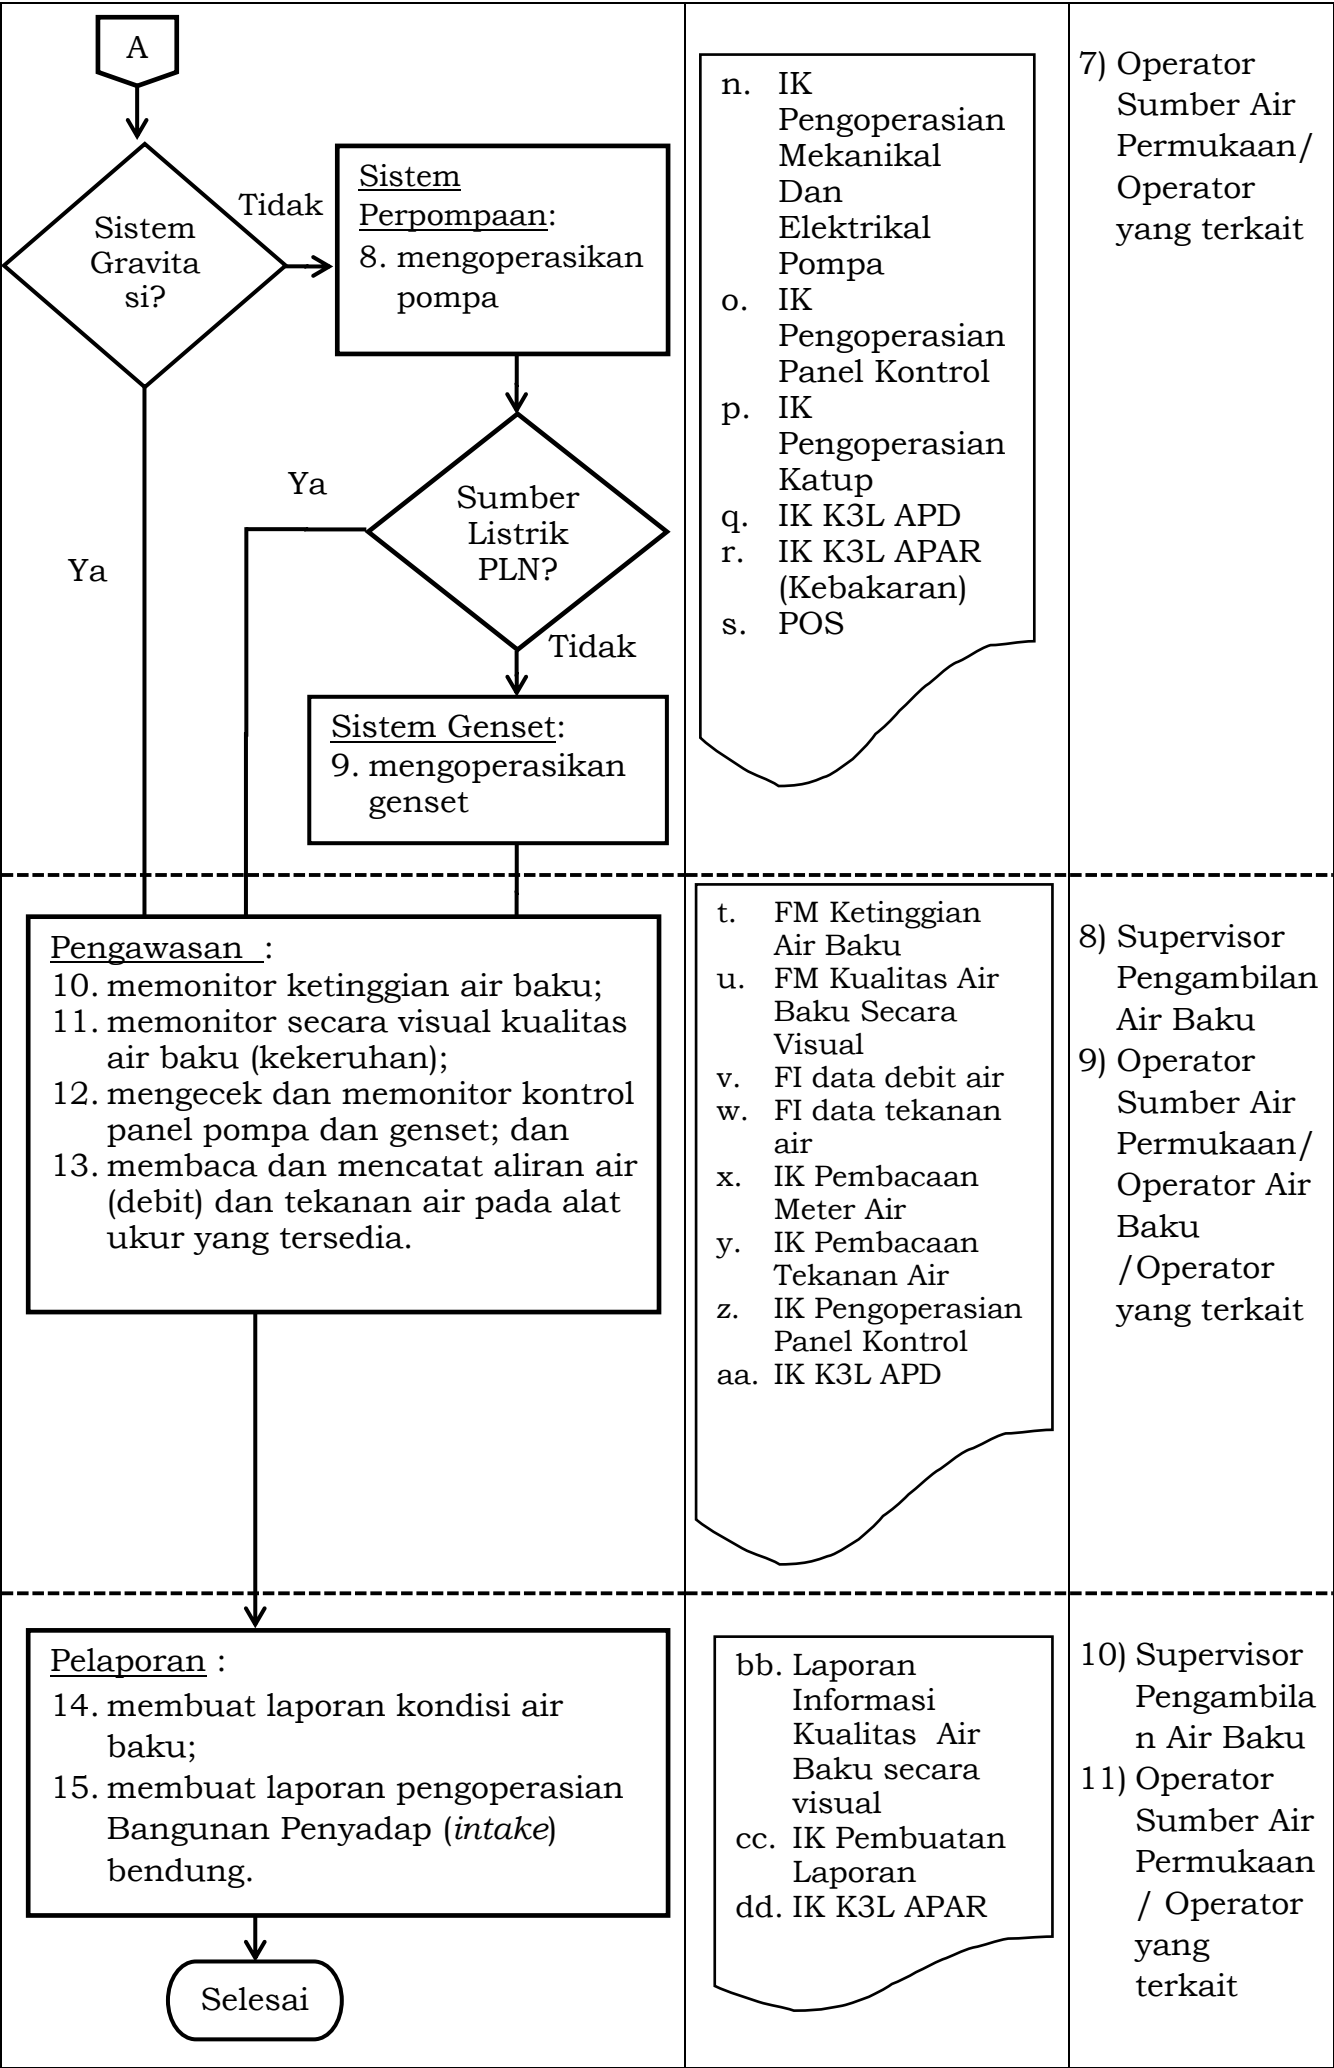 A
Sistem
Gravita
si?
Tidak
Ya
Sistem
Perpompaan:
8. mengoperasikan
pompa
Ya
Sumber
Listrik
PLN?
Tidak
Sistem Genset:
9. mengoperasikan
genset
n. IK
Pengoperasian
Mekanikal
Dan
Elektrikal
Pompa
o. IK
Pengoperasian
Panel Kontrol
p. IK
Pengoperasian
Katup
q. IK K3L APD
r. IK K3L APAR
(Kebakaran)
s. POS
7) Operator
Sumber Air
Permukaan/
Operator
yang terkait
Pengawasan :
10. memonitor ketinggian air baku;
11. memonitor secara visual kualitas
air baku (kekeruhan);
12. mengecek dan memonitor kontrol
panel pompa dan genset; dan
13. membaca dan mencatat aliran air
(debit) dan tekanan air pada alat
ukur yang tersedia.
t. FM Ketinggian
Air Baku
u. FM Kualitas Air
Baku Secara
Visual
v. FI data debit air
w. FI data tekanan
air
x. IK Pembacaan
Meter Air
y. IK Pembacaan
Tekanan Air
z. IK Pengoperasian
Panel Kontrol
aa. IK K3L APD
8) Supervisor
Pengambilan
Air Baku
9) Operator
Sumber Air
Permukaan/
Operator Air
Baku
/Operator
yang terkait
Pelaporan :
14. membuat laporan kondisi air
baku;
15. membuat laporan pengoperasian
Bangunan Penyadap (intake)
bendung.
Selesai
bb. Laporan
Informasi
Kualitas Air
Baku secara
visual
cc. IK Pembuatan
Laporan
dd. IK K3L APAR
10) Supervisor
Pengambila
n Air Baku
11) Operator
Sumber Air
Permukaan
/ Operator
yang
terkait